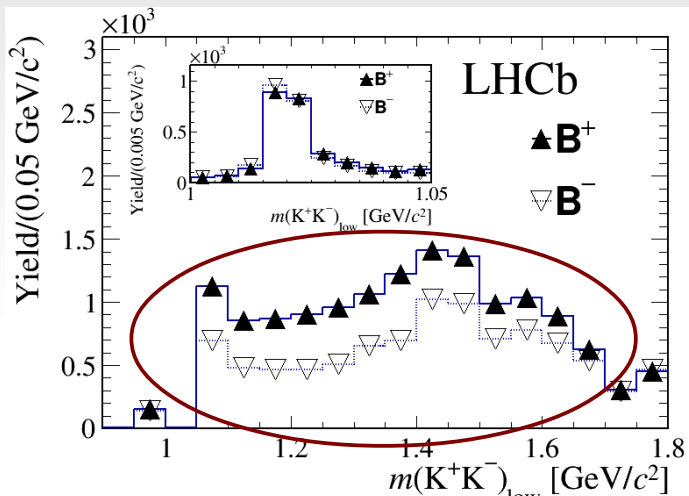 ×10³
3
2.5
2
1.5
1
0.5
0
Yield/(0.05 GeV/c²)
×10³
1
0.5
0
Yield/(0.005 GeV/c²)
B⁺
B⁻
1
1.05
m(K⁺K⁻)low [GeV/c²]
LHCb
B⁺
B⁻
1
1.2
1.4
1.6
1.8
m(K⁺K⁻)low [GeV/c²]